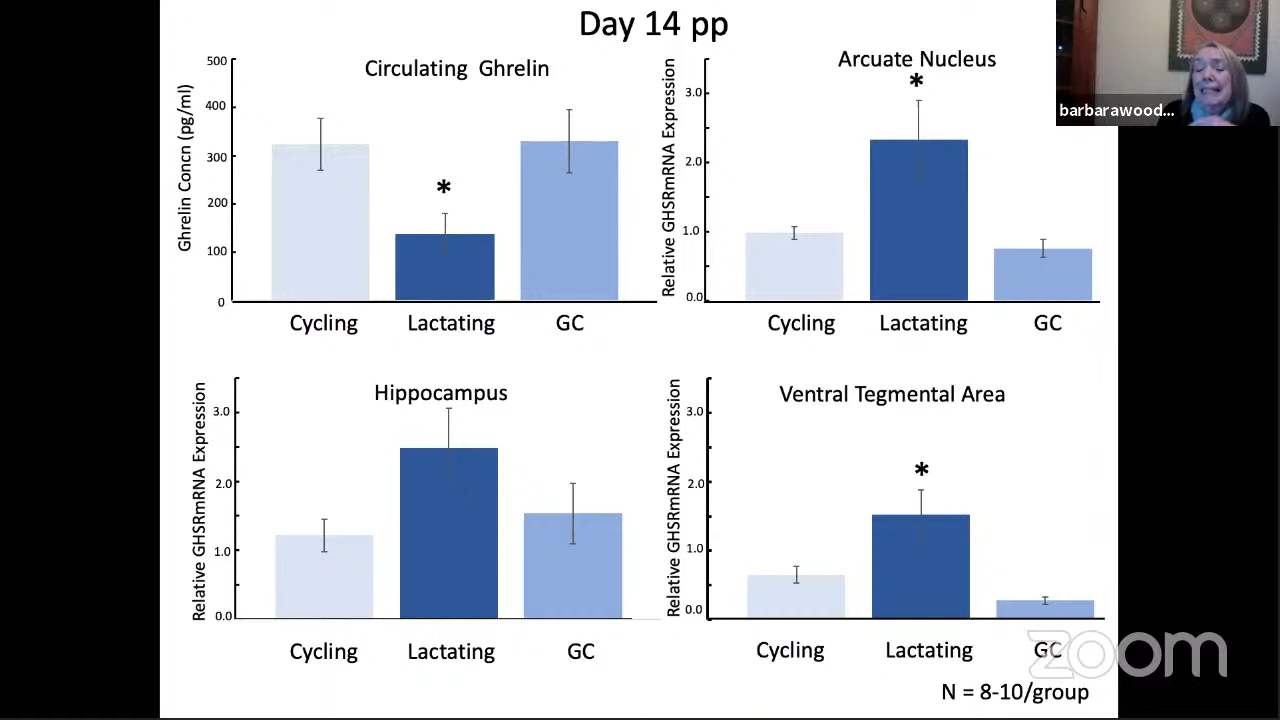 Day 14 pp
Circulating Ghrelin
Ghrelin Concn (pg/ml)
500
400
300
200
100
0
Cycling Lactating GC
Arcuate Nucleus
*
Relative GHSRmRNA Expression
3.0
2.0
1.0
0.0
Cycling Lactating GC
*
barbarawood...
Hippocampus
Relative GHSRmRNA Expression
3.0
2.0
1.0
0.0
Cycling Lactating GC
Ventral Tegmental Area
*
Relative GHSRmRNA Expression
3.0
2.0
1.0
0.0
Cycling Lactating GC
zoom
N = 8-10/group